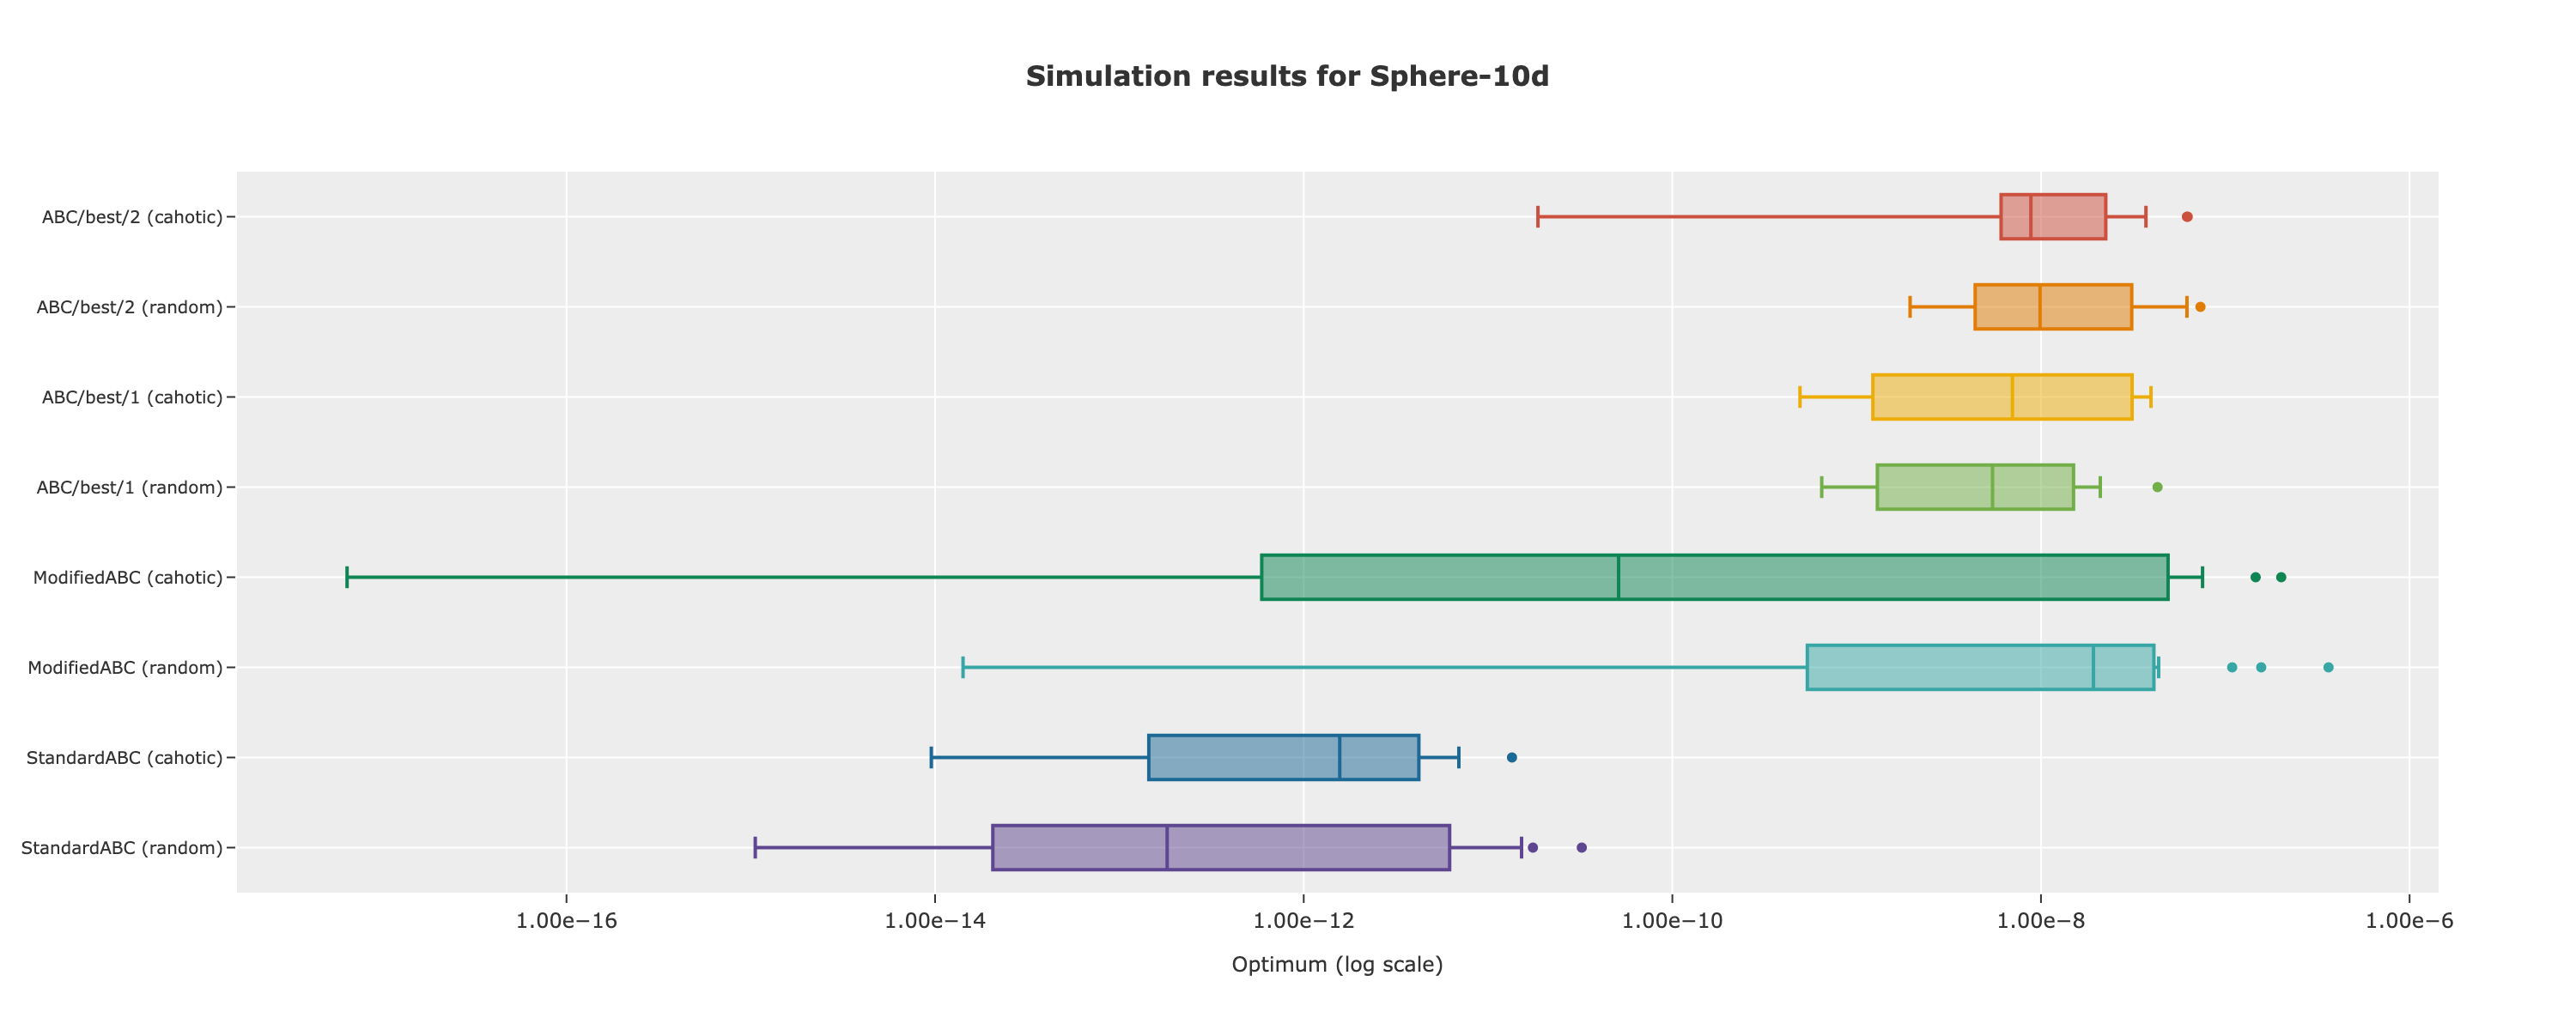 Simulation results for Sphere-10d
ABC/best/2 (cahotic)
ABC/best/2 (random)
ABC/best/1 (cahotic)
ABC/best/1 (random)
ModifiedABC (cahotic)
ModifiedABC (random)
StandardABC (cahotic)
StandardABC (random)
1.00e−16 1.00e−14 1.00e−12 1.00e−10 1.00e−8 1.00e−6
Optimum (log scale)